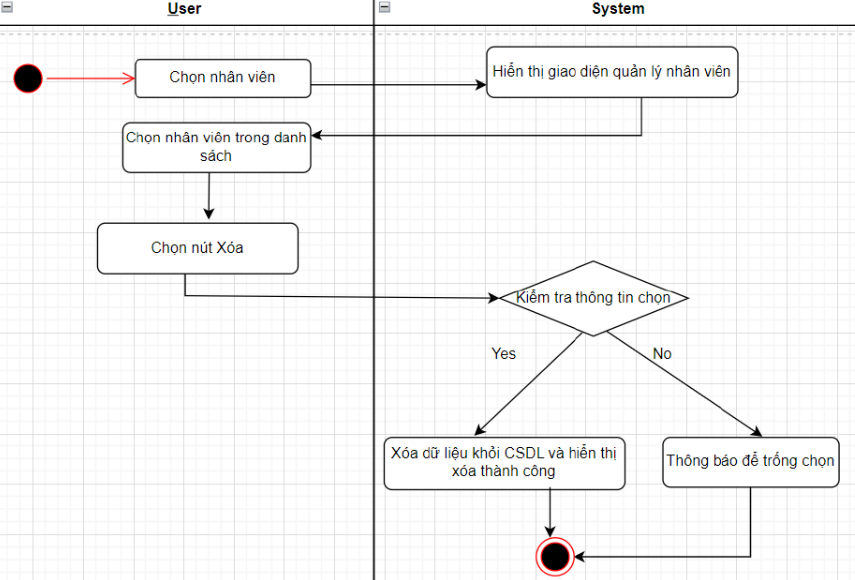 User
System
Chọn nhân viên
Hiển thị giao diện quản lý nhân viên
Chọn nhân viên trong danh
sách
Chọn nút Xóa
Kiểm tra thông tin chọn
Yes
No
Xóa dữ liệu khỏi CSDL và hiển thị
xóa thành công
Thông báo để trống chọn